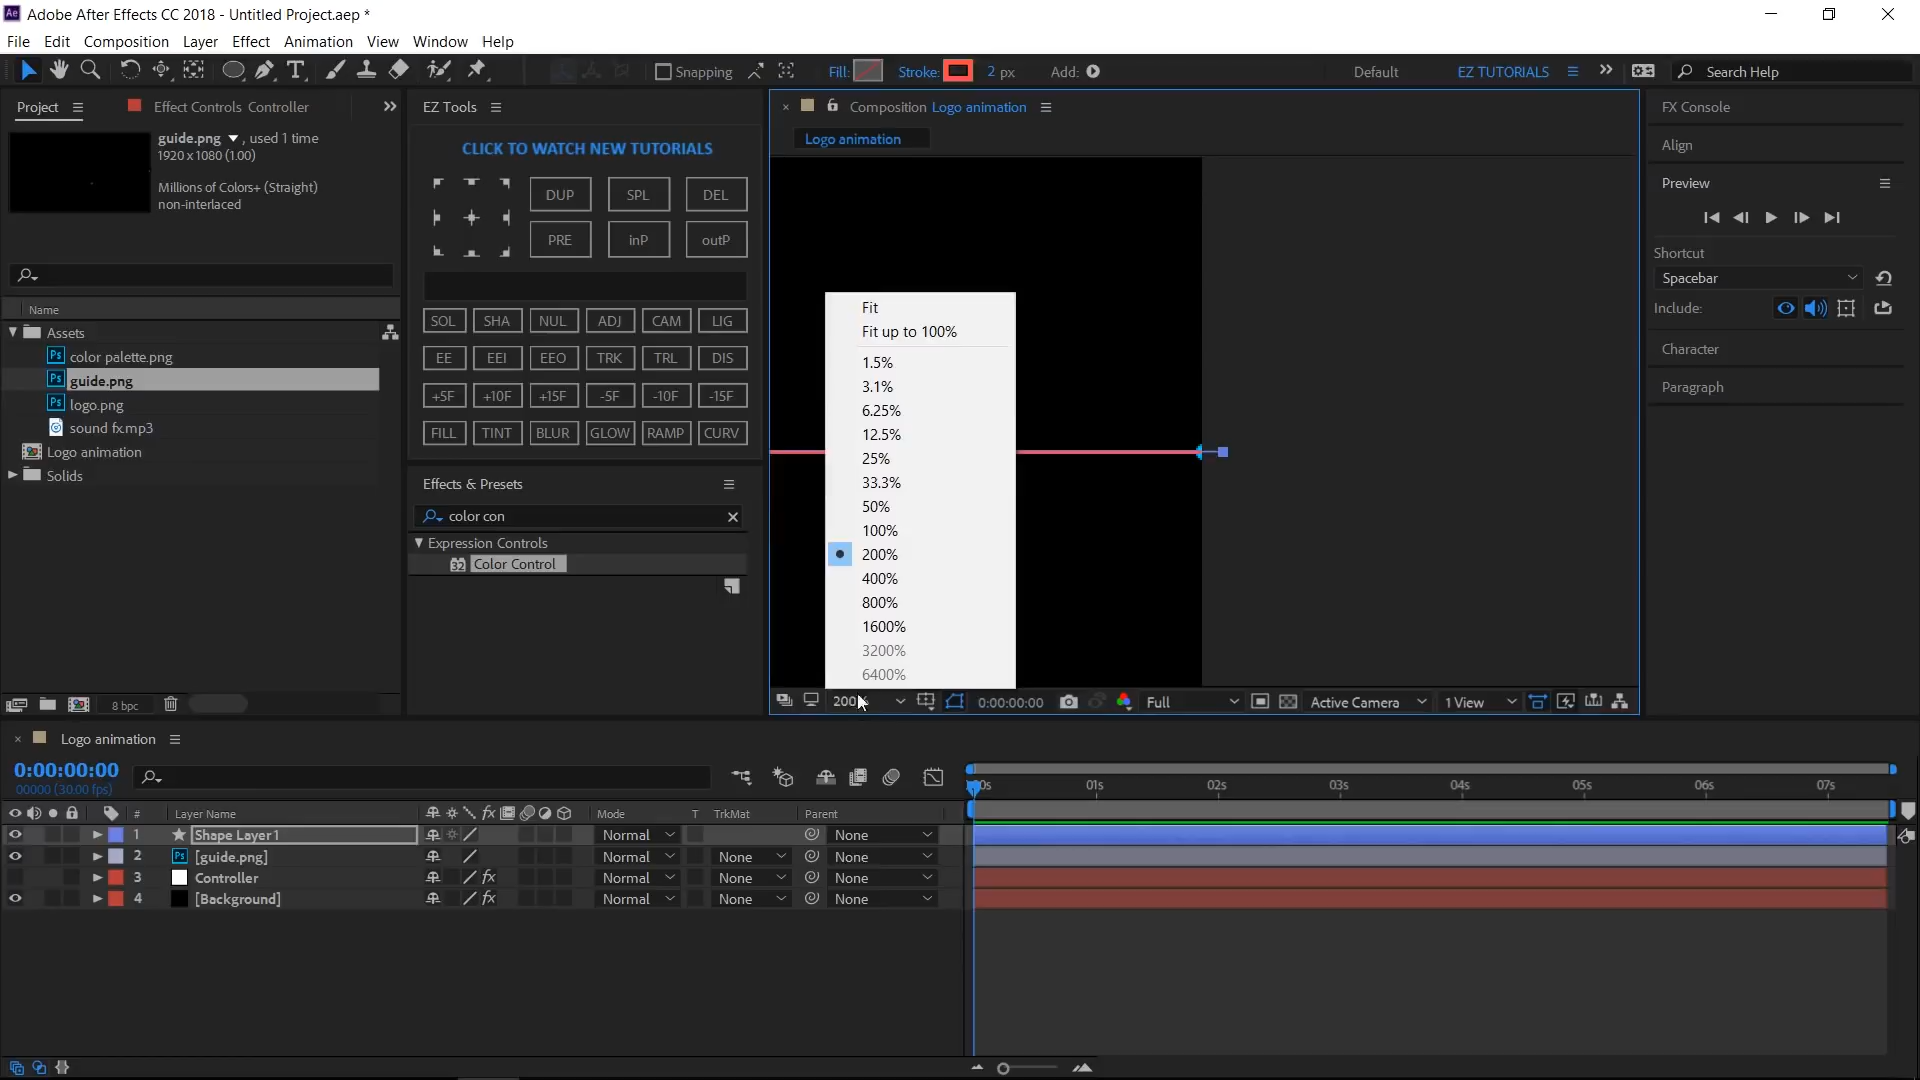 Adobe After Effects CC 2018 - Untitled Project.aep *
File Edit Composition Layer Effect Animation View Window Help
Snapping Fill: Stroke: 2 px Add: Default EZ TUTORIALS Search Help
Project Effect Controls Controller
guide.png , used 1 time
1920 x 1080 (1.00)
Millions of Colors+ (Straight)
non-interlaced
Name
Assets
color palette.png
guide.png
logo.png
sound fx.mp3
Logo animation
Solids
8 bpc
EZ Tools
CLICK TO WATCH NEW TUTORIALS
DUP SPL DEL
PRE inP outP
SOL SHA NUL ADJ CAM LIG
EE EEI EEO TRK TRL DIS
+5F +10F +15F -5F -10F -15F
FILL TINT BLUR GLOW RAMP CURV
Effects & Presets
color con
Expression Controls
32 Color Control
Composition Logo animation
Logo animation
Fit
Fit up to 100%
1.5%
3.1%
6.25%
12.5%
25%
33.3%
50%
100%
200%
400%
800%
1600%
3200%
6400%
0:00:00:00 Full Active Camera 1 View
FX Console
Align
Preview
Shortcut
Spacebar
Include:
Character
Paragraph
Logo animation
0:00:00:00
00000 (30.00 fps)
01s 02s 03s 04s 05s 06s 07s
# Layer Name Mode T TrkMat Parent
1 Shape Layer 1 Normal None
2 [guide.png] Normal None None
3 Controller Normal None None
4 [Background] Normal None None